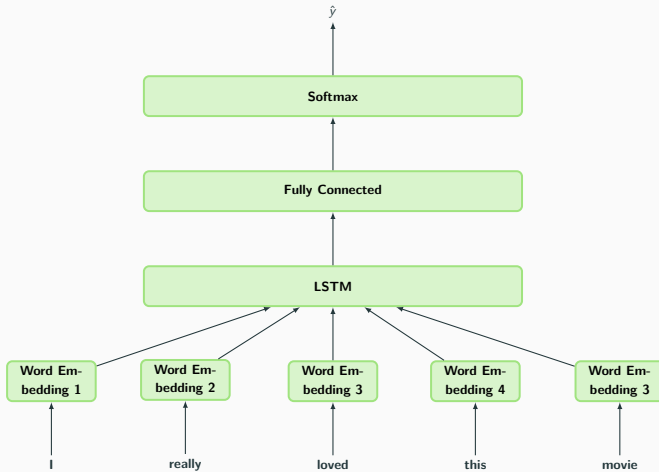 ŷ
Softmax
Fully Connected
LSTM
Word Em-
bedding 1
Word Em-
bedding 2
Word Em-
bedding 3
Word Em-
bedding 4
Word Em-
bedding 3
I
really
loved
this
movie